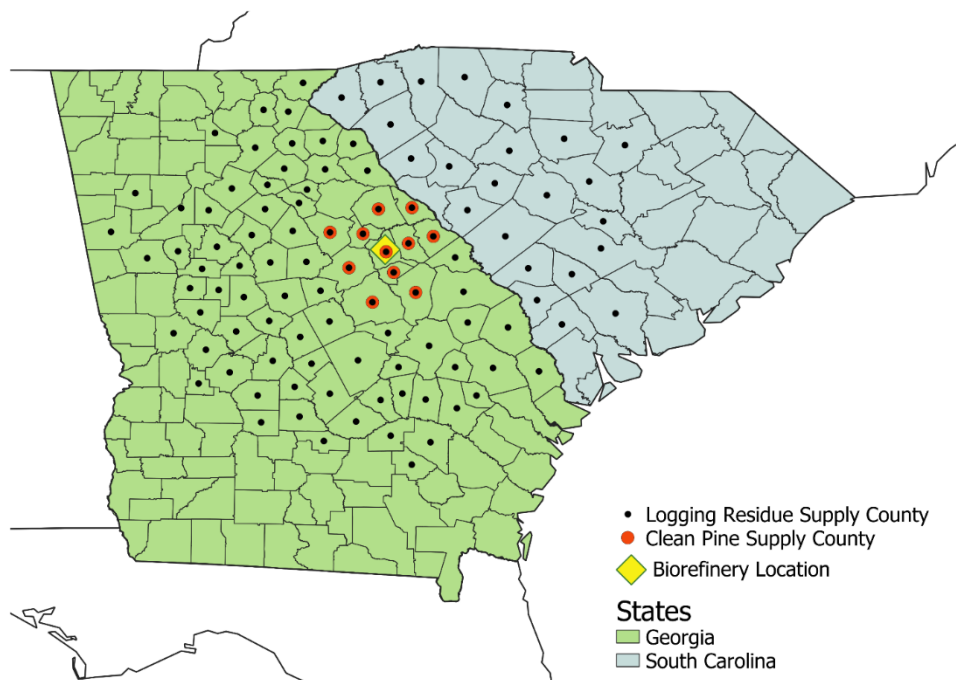 Logging Residue Supply County
Clean Pine Supply County
Biorefinery Location
States
Georgia
South Carolina